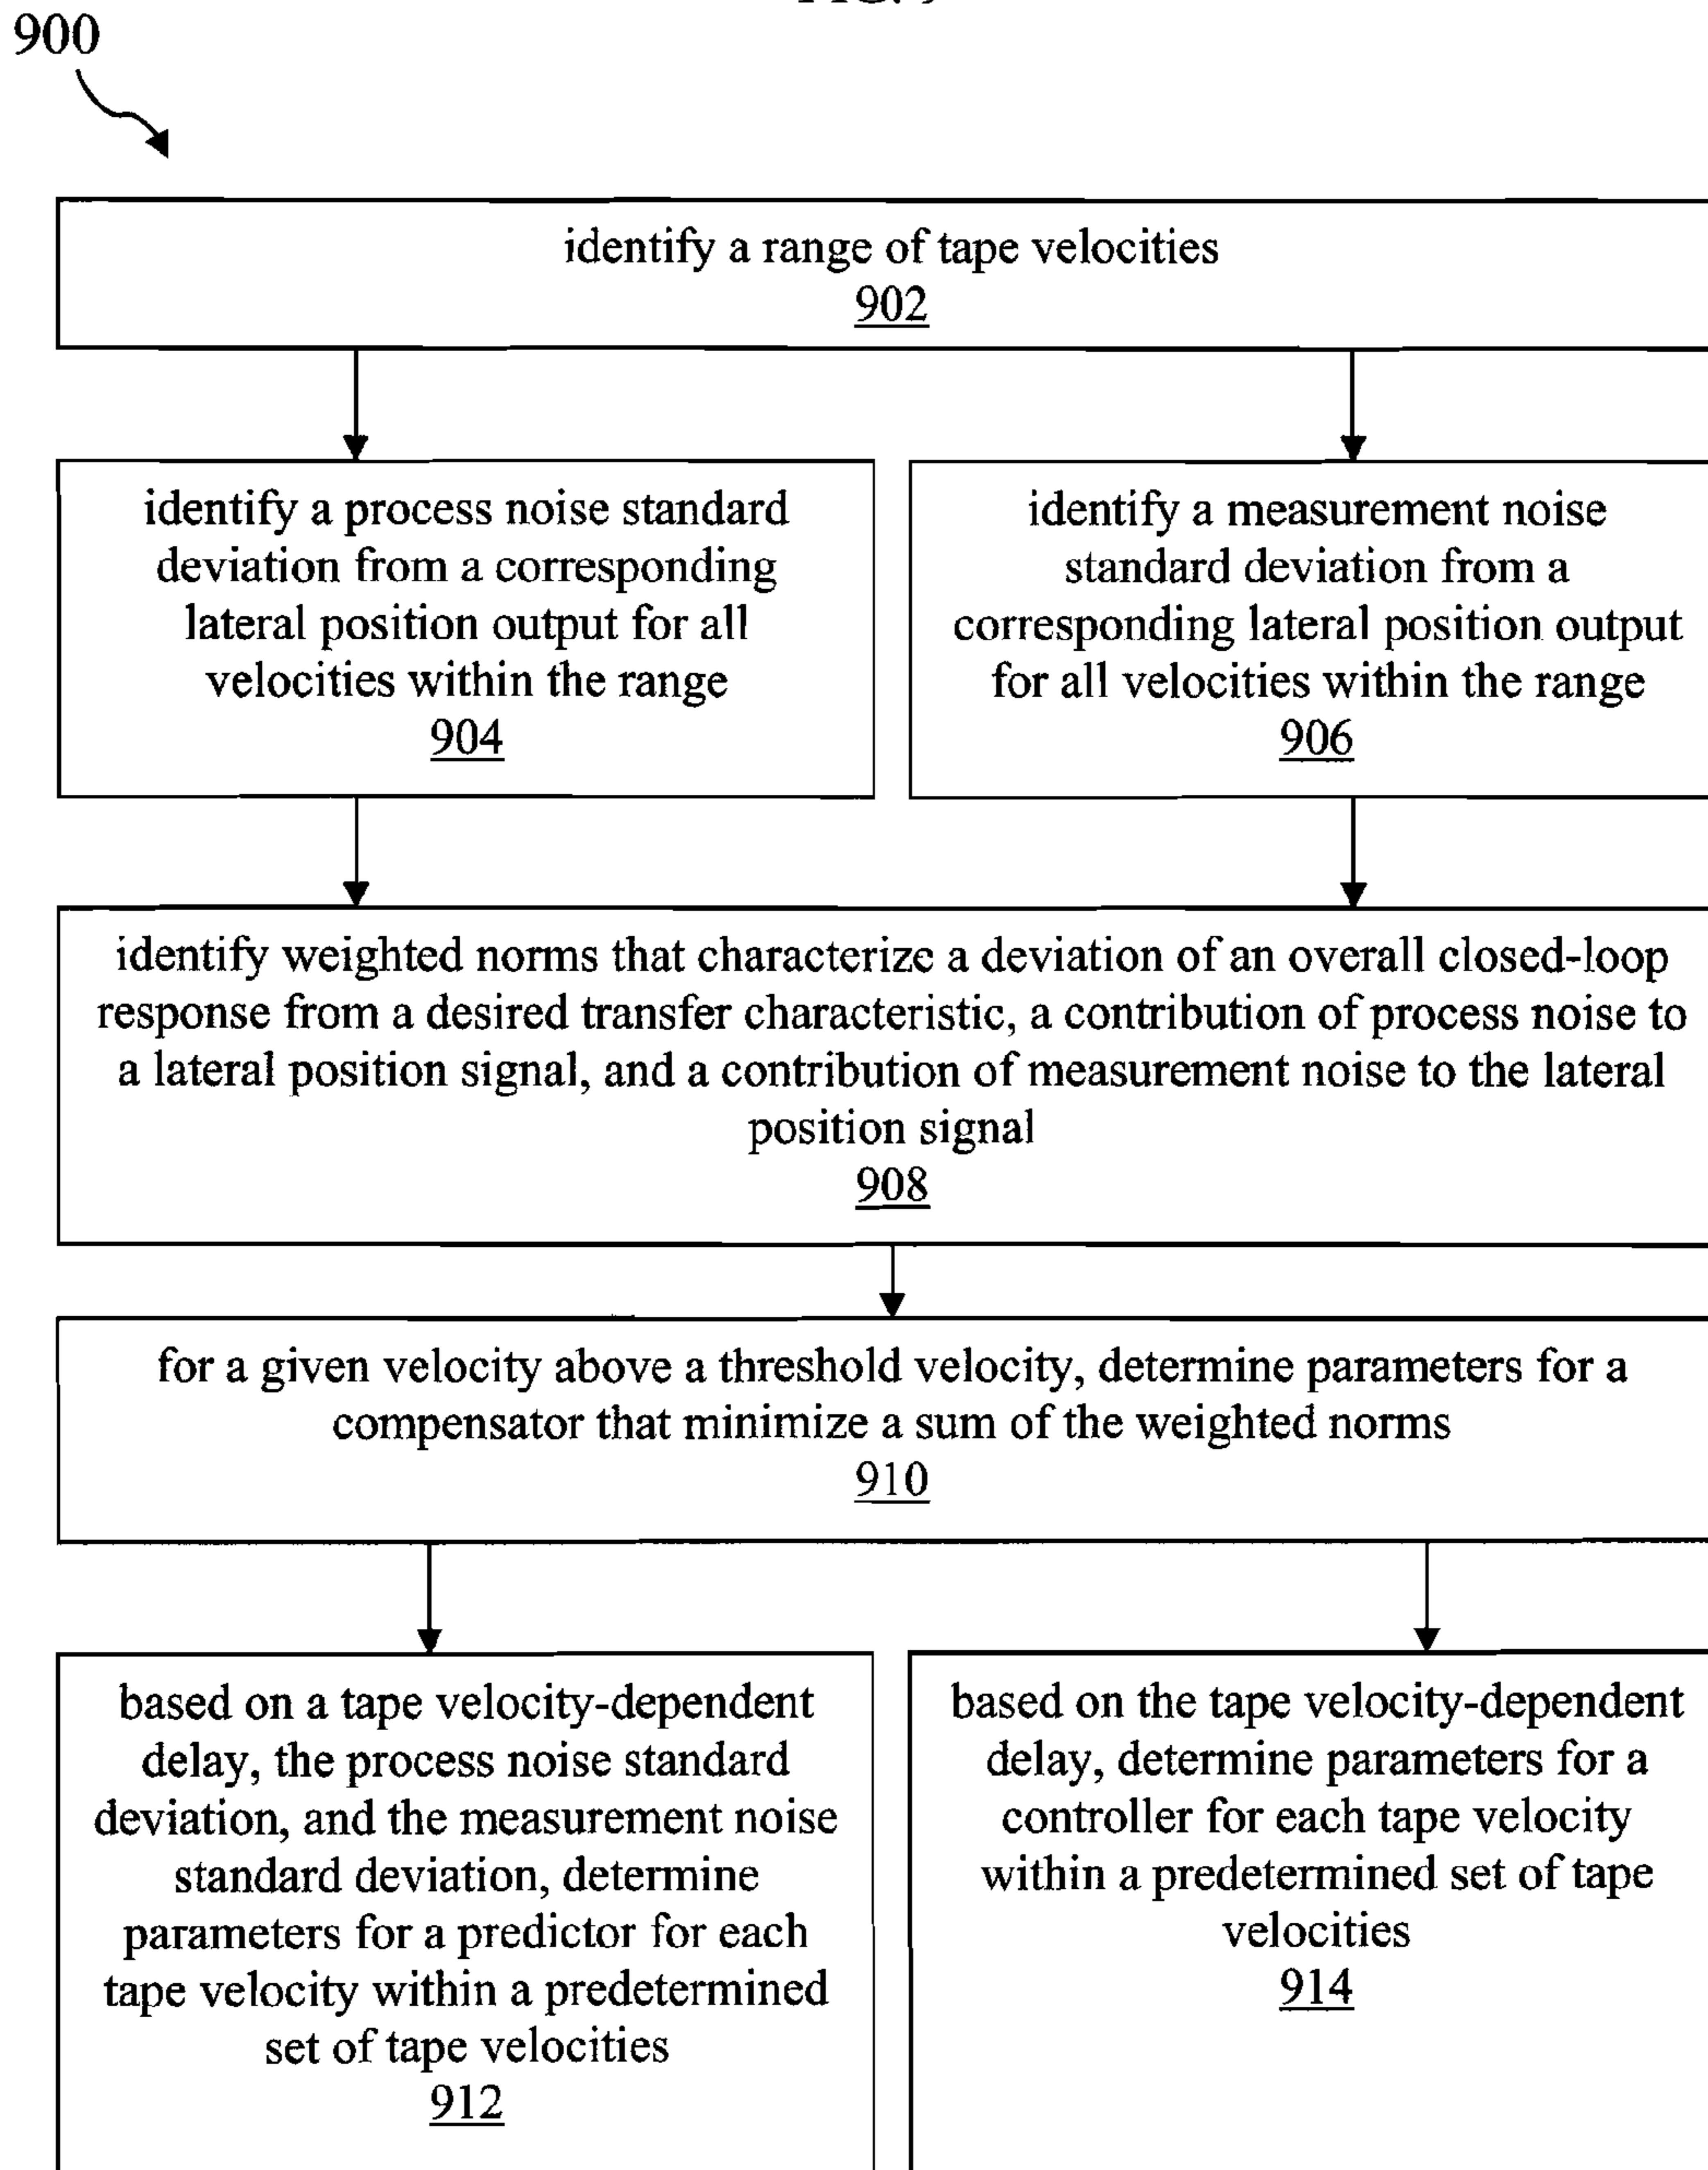 900
identify a range of tape velocities
902
identify a process noise standard
deviation from a corresponding
lateral position output for all
velocities within the range
904
identify a measurement noise
standard deviation from a
corresponding lateral position output
for all velocities within the range
906
identify weighted norms that characterize a deviation of an overall closed-loop
response from a desired transfer characteristic, a contribution of process noise to
a lateral position signal, and a contribution of measurement noise to the lateral
position signal
908
for a given velocity above a threshold velocity, determine parameters for a
compensator that minimize a sum of the weighted norms
910
based on a tape velocity-dependent
delay, the process noise standard
deviation, and the measurement noise
standard deviation, determine
parameters for a predictor for each
tape velocity within a predetermined
set of tape velocities
912
based on the tape velocity-dependent
delay, determine parameters for a
controller for each tape velocity
within a predetermined set of tape
velocities
914